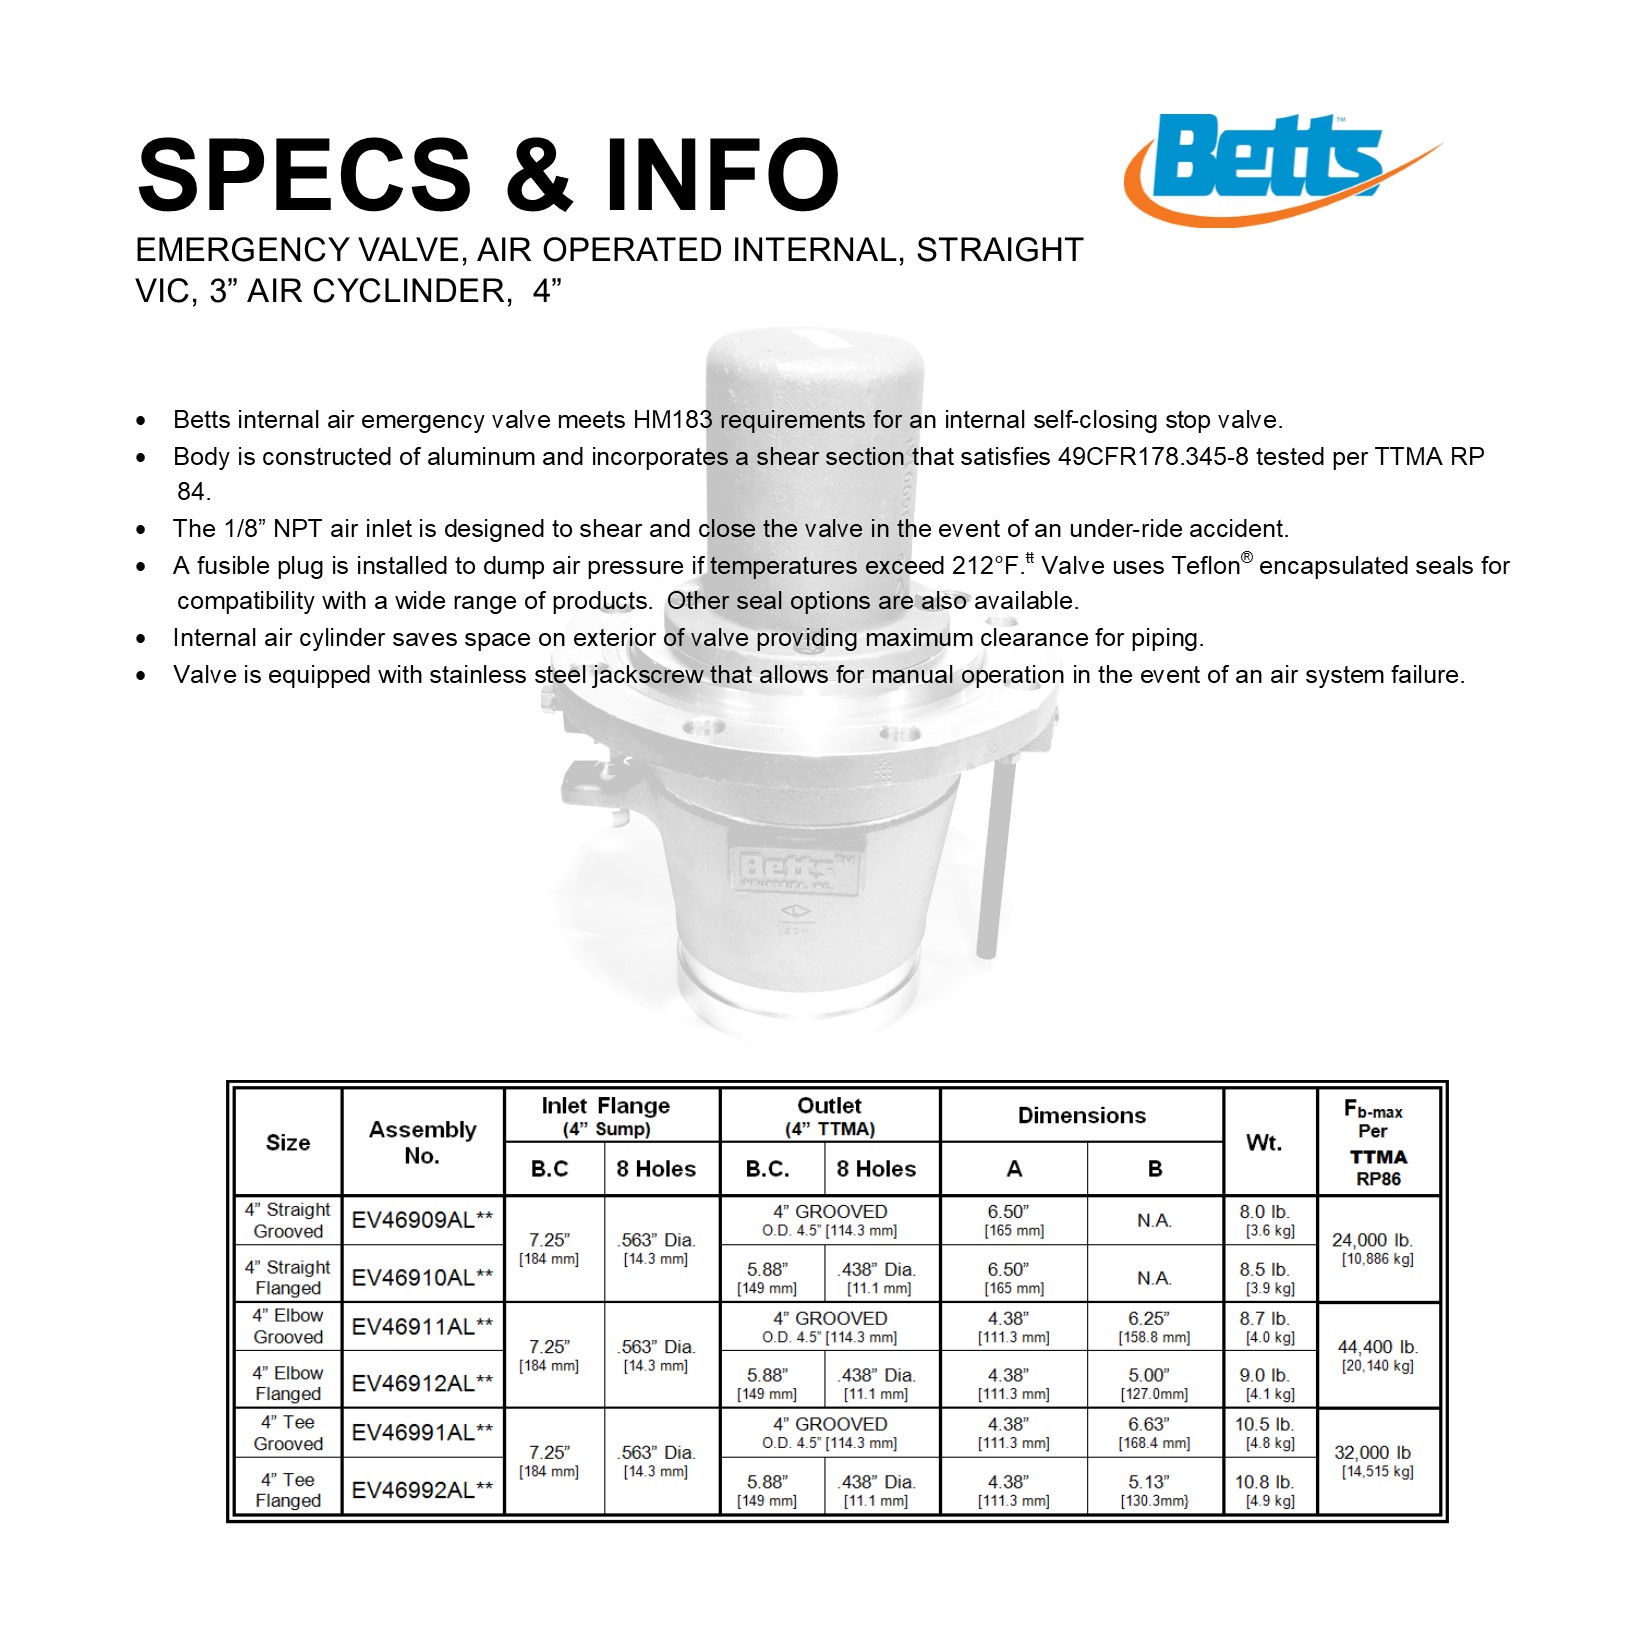 Betts™
SPECS & INFO
EMERGENCY VALVE, AIR OPERATED INTERNAL, STRAIGHT
VIC, 3” AIR CYCLINDER,  4”
• Betts internal air emergency valve meets HM183 requirements for an internal self-closing stop valve.
• Body is constructed of aluminum and incorporates a shear section that satisfies 49CFR178.345-8 tested per TTMA RP
84.
• The 1/8” NPT air inlet is designed to shear and close the valve in the event of an under-ride accident.
• A fusible plug is installed to dump air pressure if temperatures exceed 212°F.tt Valve uses Teflon® encapsulated seals for
compatibility with a wide range of products.  Other seal options are also available.
• Internal air cylinder saves space on exterior of valve providing maximum clearance for piping.
• Valve is equipped with stainless steel jackscrew that allows for manual operation in the event of an air system failure.
Betts™
INDUSTRIES, INC.
Size Assembly No. Inlet Flange (4” Sump) Outlet (4” TTMA) Dimensions Wt. Fb-max Per TTMA RP86
B.C 8 Holes B.C. 8 Holes A B
4” Straight Grooved EV46909AL** 7.25” [184 mm] .563” Dia. [14.3 mm] 4” GROOVED O.D. 4.5” [114.3 mm] 6.50” [165 mm] N.A. 8.0 lb. [3.6 kg] 24,000 lb. [10,886 kg]
4” Straight Flanged EV46910AL** 5.88” [149 mm] .438” Dia. [11.1 mm] 6.50” [165 mm] N.A. 8.5 lb. [3.9 kg]
4” Elbow Grooved EV46911AL** 7.25” [184 mm] .563” Dia. [14.3 mm] 4” GROOVED O.D. 4.5” [114.3 mm] 4.38” [111.3 mm] 6.25” [158.8 mm] 8.7 lb. [4.0 kg] 44,400 lb. [20,140 kg]
4” Elbow Flanged EV46912AL** 5.88” [149 mm] .438” Dia. [11.1 mm] 4.38” [111.3 mm] 5.00” [127.0mm] 9.0 lb. [4.1 kg]
4” Tee Grooved EV46991AL** 7.25” [184 mm] .563” Dia. [14.3 mm] 4” GROOVED O.D. 4.5” [114.3 mm] 4.38” [111.3 mm] 6.63” [168.4 mm] 10.5 lb. [4.8 kg] 32,000 lb [14,515 kg]
4” Tee Flanged EV46992AL** 5.88” [149 mm] .438” Dia. [11.1 mm] 4.38” [111.3 mm] 5.13” [130.3mm} 10.8 lb. [4.9 kg]